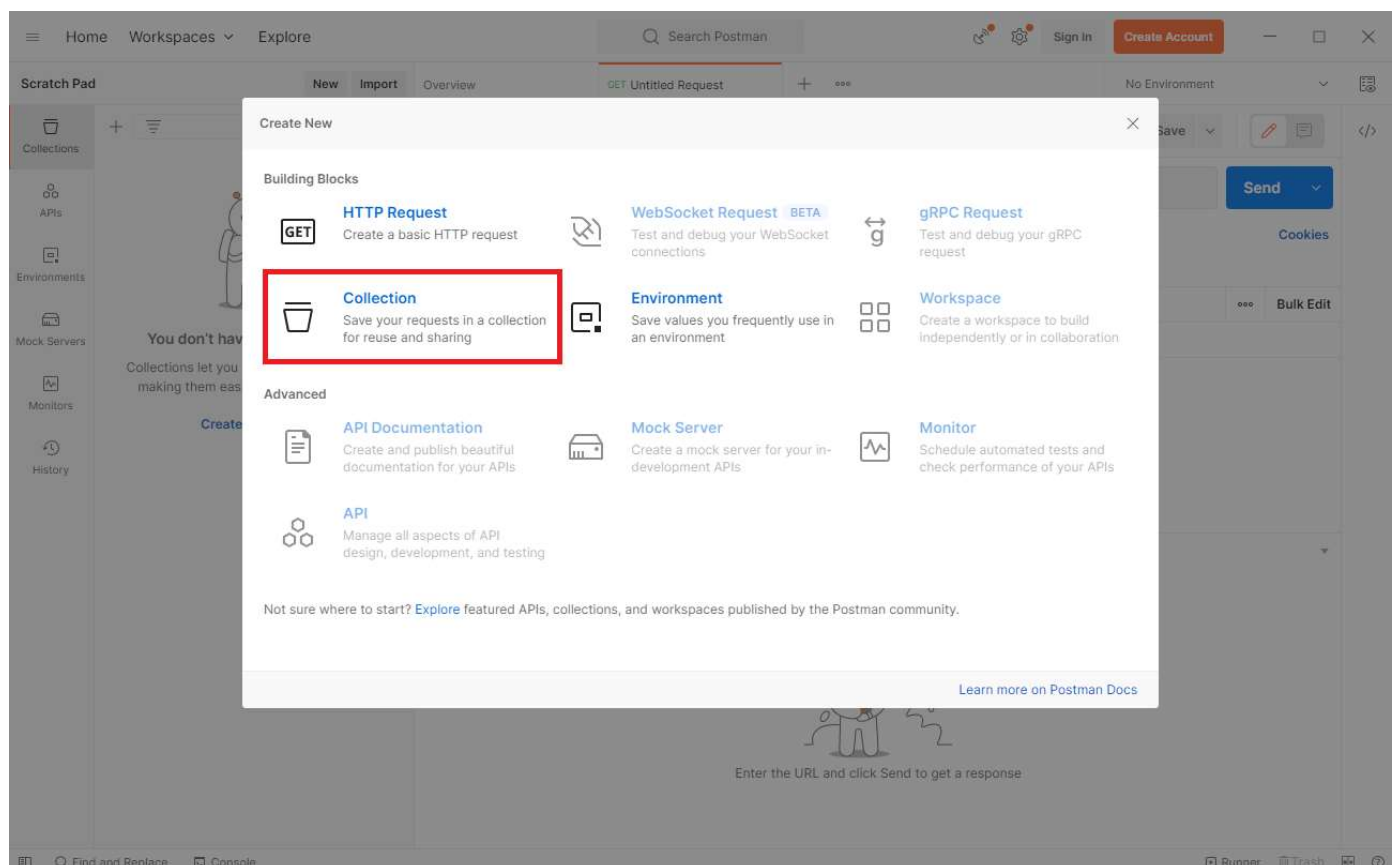 Home Workspaces Explore Search Postman Sign In Create Account
Scratch Pad New Import Overview GET Untitled Request No Environment
Create New
Save
Collections
Building Blocks
Send
APIs
HTTP Request
Create a basic HTTP request
GET
WebSocket Request BETA
Test and debug your WebSocket
connections
gRPC Request
Test and debug your gRPC
request
Cookies
Environments
Collection
Save your requests in a collection
for reuse and sharing
Environment
Save values you frequently use in
an environment
Workspace
Create a workspace to build
independently or in collaboration
Bulk Edit
Mock Servers
You don't hav
Collections let you
making them eas
Create
Monitors
History
Advanced
API Documentation
Create and publish beautiful
documentation for your APIs
Mock Server
Create a mock server for your in-
development APIs
Monitor
Schedule automated tests and
check performance of your APIs
API
Manage all aspects of API
design, development, and testing
Not sure where to start? Explore featured APIs, collections, and workspaces published by the Postman community.
Learn more on Postman Docs
Enter the URL and click Send to get a response
Find and Replace Console Runner Trash